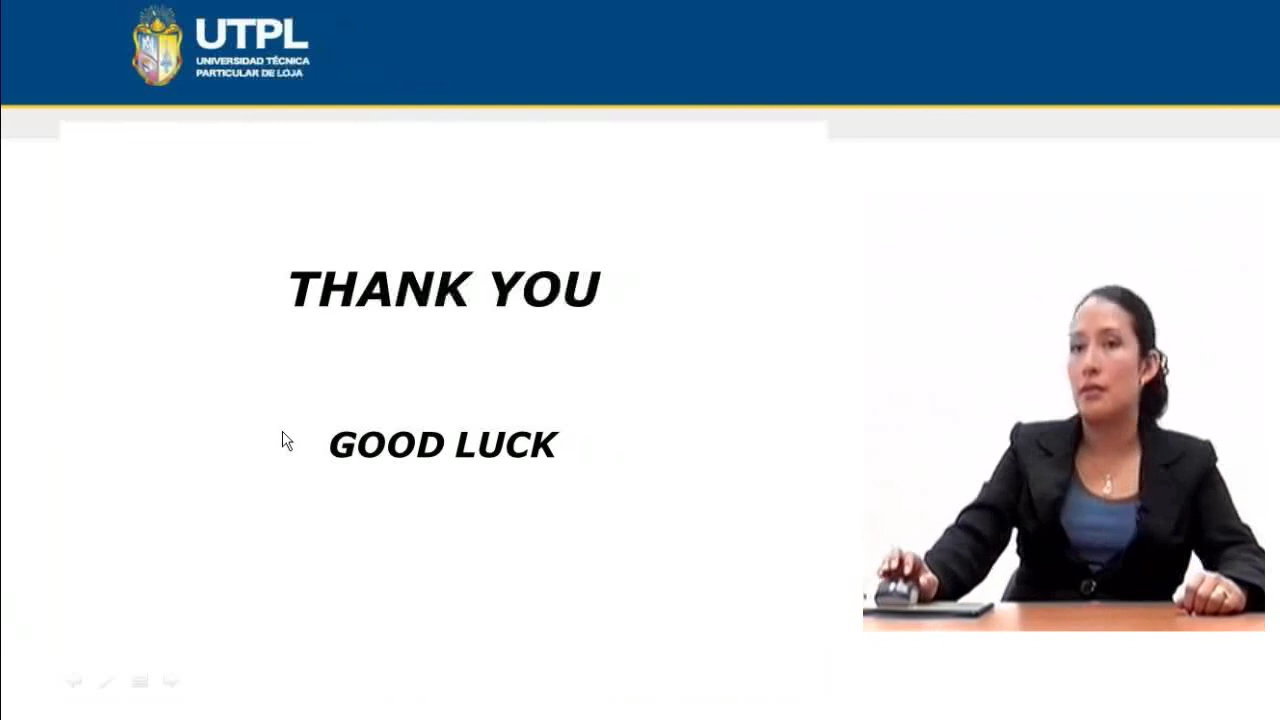 UTPL
UNIVERSIDAD TÉCNICA
PARTICULAR DE LOJA
THANK YOU
GOOD LUCK